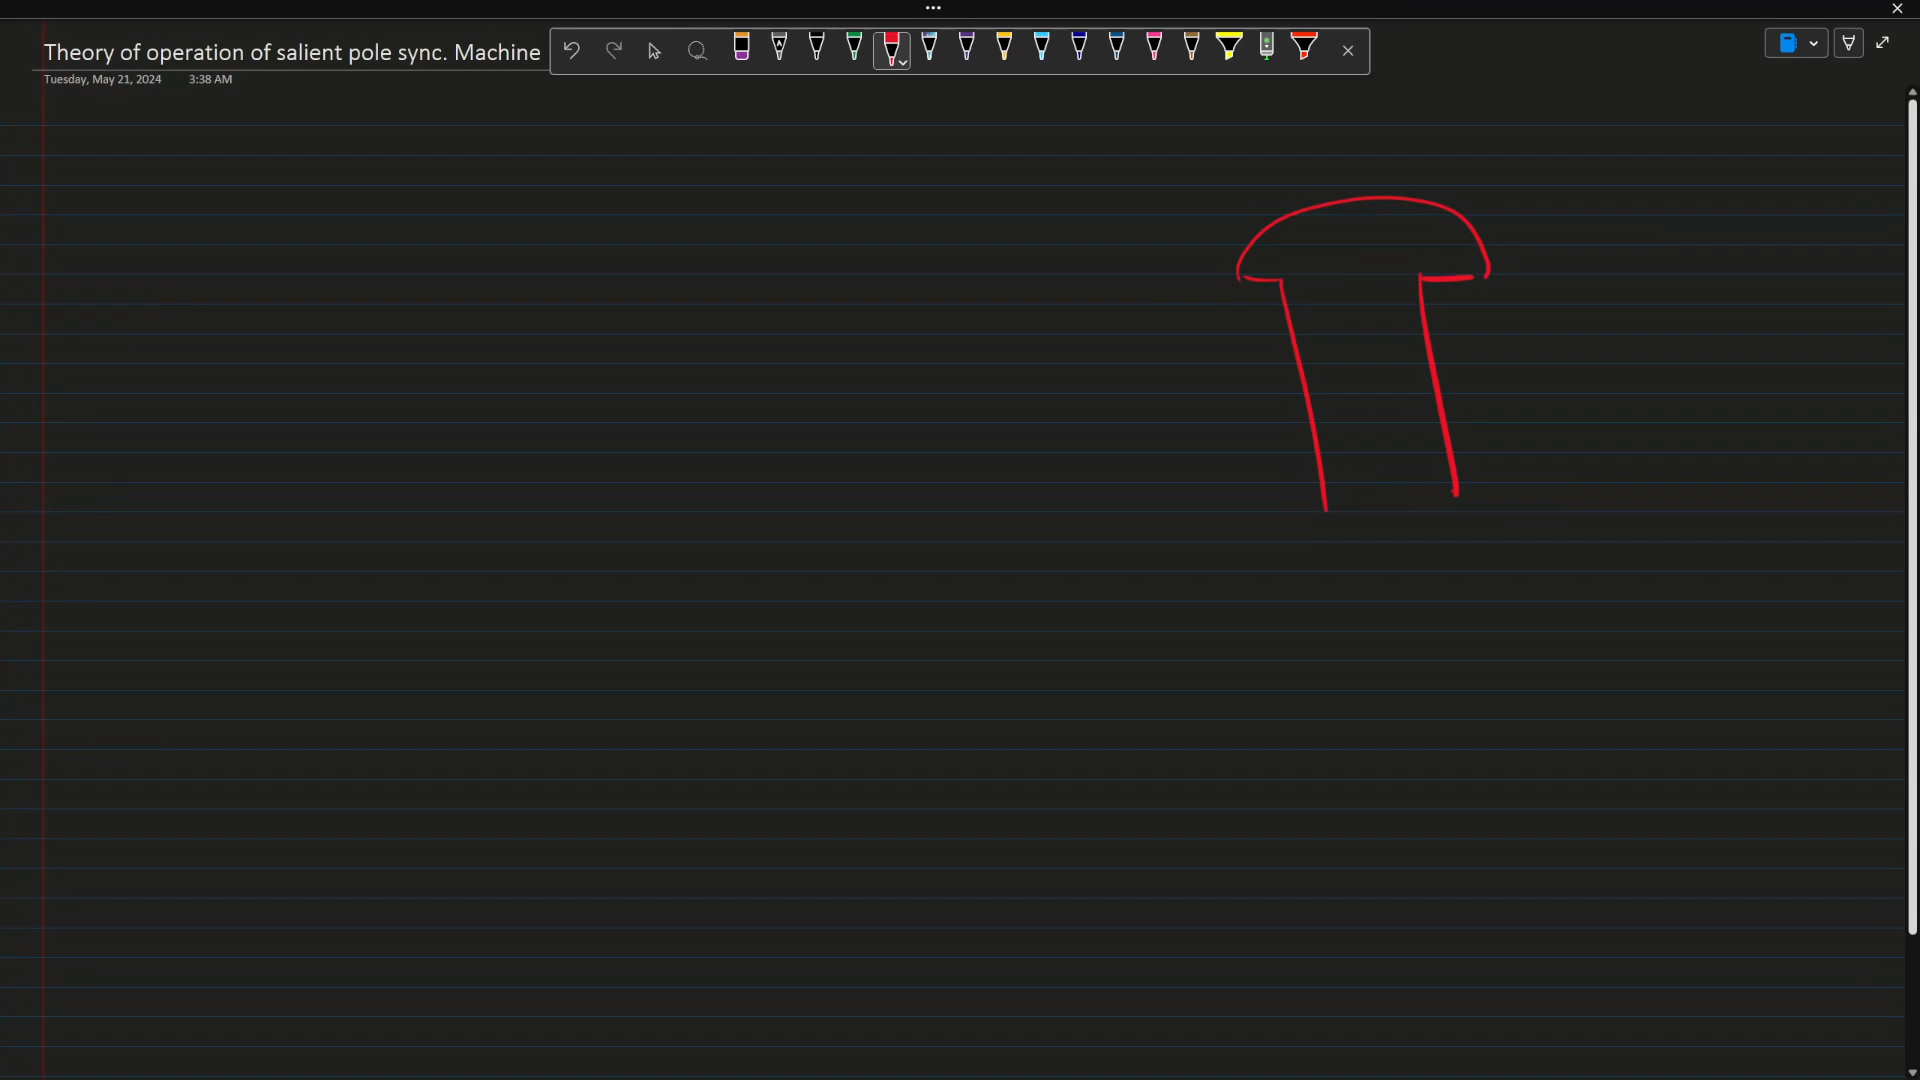 Theory of operation of salient pole sync. Machine
Tuesday, May 21, 2024 3:38 AM